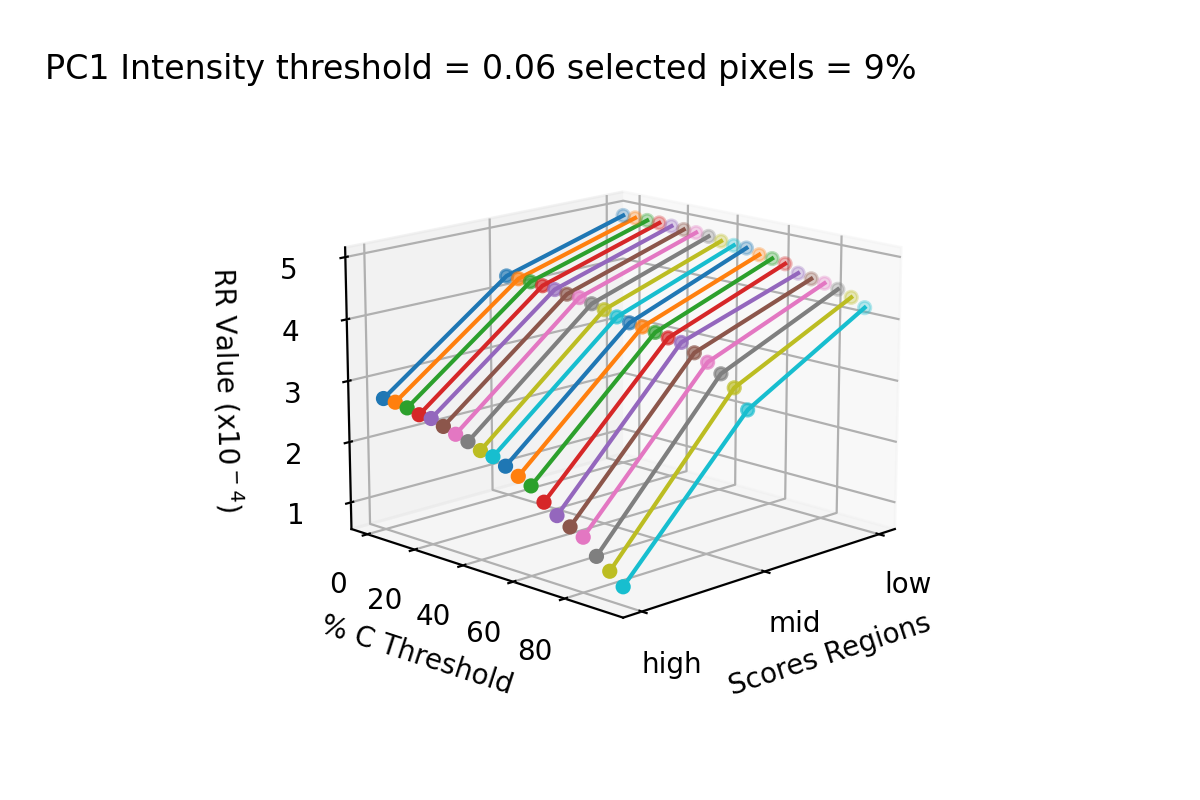 PC1 Intensity threshold = 0.06 selected pixels = 9%
RR Value (x10⁻⁴)
5
4
3
2
1
0
20
40
60
80
% C Threshold
high
mid
low
Scores Regions